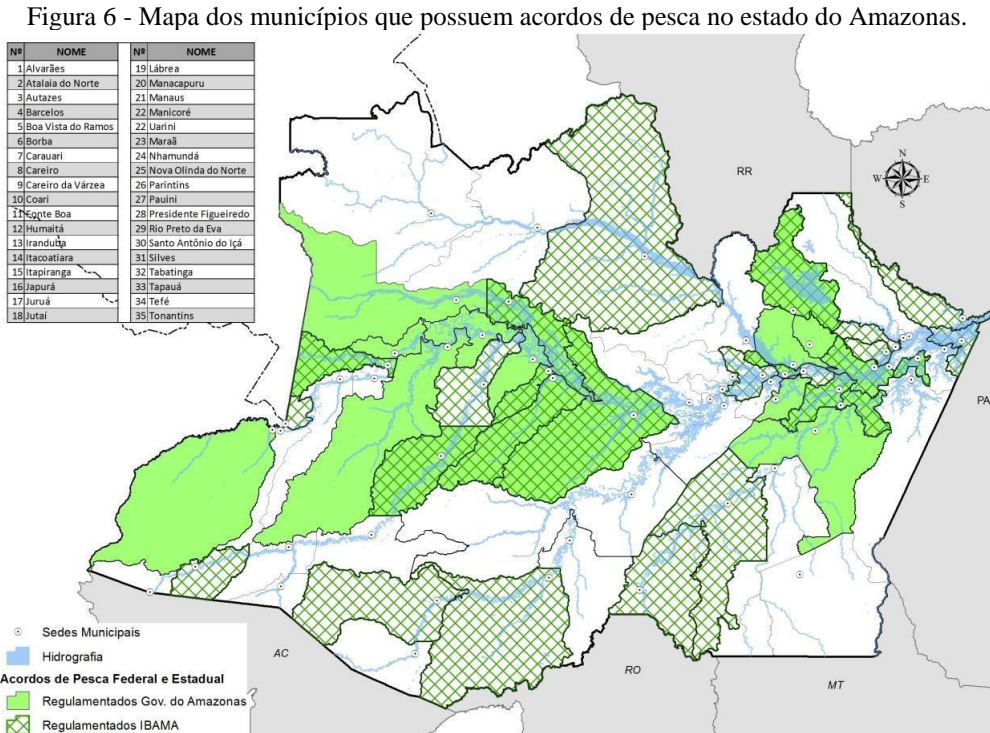 Figura 6 - Mapa dos municípios que possuem acordos de pesca no estado do Amazonas.
Nº NOME
1 Alvarães
2 Atalaia do Norte
3 Autazes
4 Barcelos
5 Boa Vista do Ramos
6 Borba
7 Carauari
8 Careiro
9 Careiro da Várzea
10 Coari
11 Fonte Boa
12 Humaitá
13 Iranduba
14 Itacoatiara
15 Itapiranga
16 Japurá
17 Juruá
18 Jutaí
Nº NOME
19 Lábrea
20 Manacapuru
21 Manaus
22 Manicoré
22 Uarini
23 Maraã
24 Nhamundá
25 Nova Olinda do Norte
26 Parintins
27 Pauini
28 Presidente Figueiredo
29 Rio Preto da Eva
30 Santo Antônio do Içá
31 Silves
32 Tabatinga
33 Tapauá
34 Tefé
35 Tonantins
RR
N
W E
S
PA
AC
RO
MT
Sedes Municipais
Hidrografia
Acordos de Pesca Federal e Estadual
Regulamentados Gov. do Amazonas
Regulamentados IBAMA